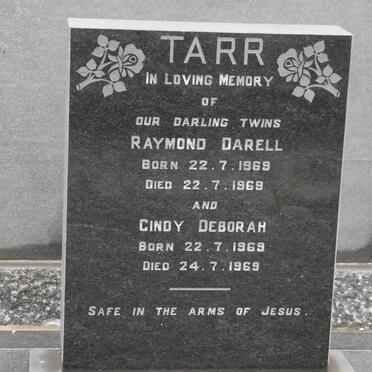 TARR
IN LOVING MEMORY
OF
OUR DARLING TWINS
RAYMOND DARELL
BORN 22.7.1969
DIED 22.7.1969
AND
CINDY DEBORAH
BORN 22.7.1969
DIED 24.7.1969
SAFE IN THE ARMS OF JESUS.